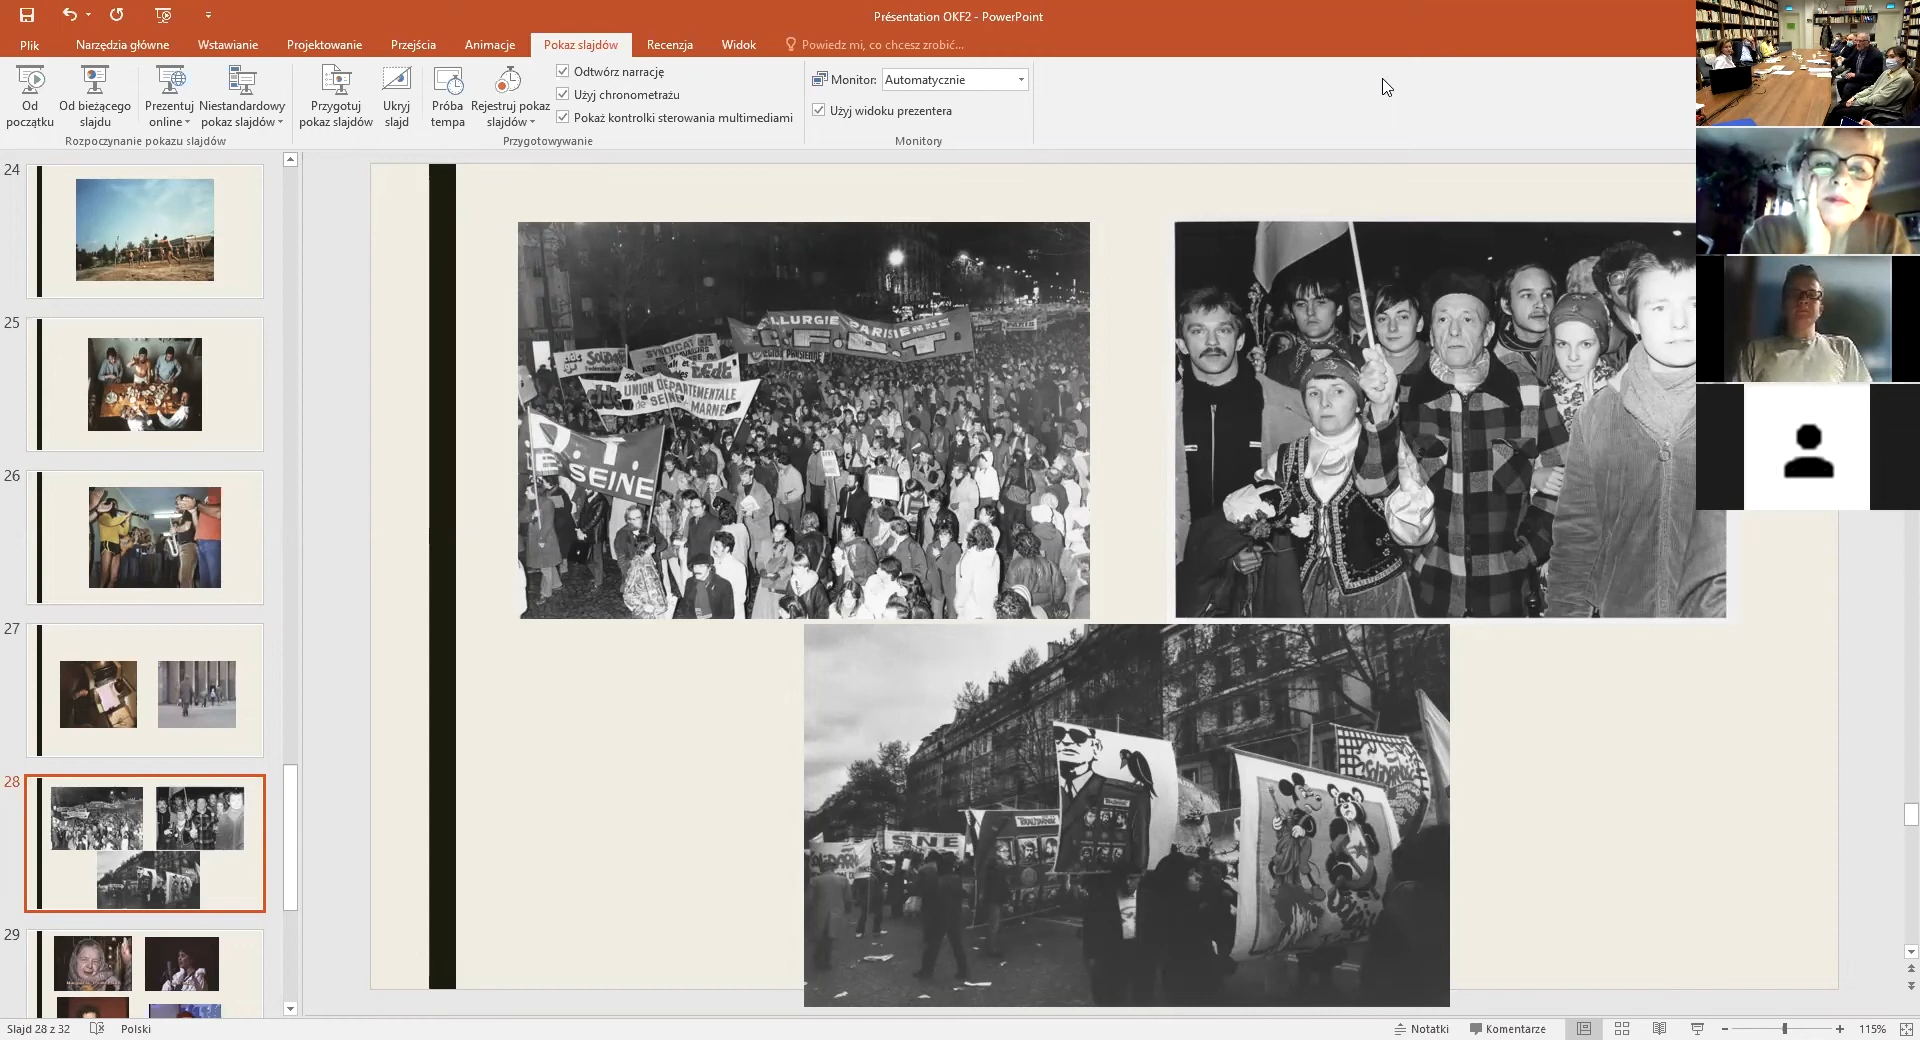 Présentation OKF2 - PowerPoint
Plik Narzędzia główne Wstawianie Projektowanie Przejścia Animacje Pokaz slajdów Recenzja Widok Powiedz mi, co chcesz zrobić...
Od początku
Od bieżącego slajdu
Prezentuj online
Niestandardowy pokaz slajdów
Przygotuj pokaz slajdów
Ukryj slajd
Próba tempa
Rejestruj pokaz slajdów
Odtwórz narrację
Użyj chronometrażu
Pokaż kontrolki sterowania multimediami
Monitor: Automatycznie
Użyj widoku prezentera
Rozpoczynanie pokazu slajdów Przygotowywanie Monitory
24
25
26
27
28
29
LLURGIE PARISIENNE
C.F.D.T
SYNDICAT
UNION DEPARTEMENTALE
de SEINE-MARNE
D.T.
SEINE
SNE
Slajd 28 z 32 Polski Notatki Komentarze 115%